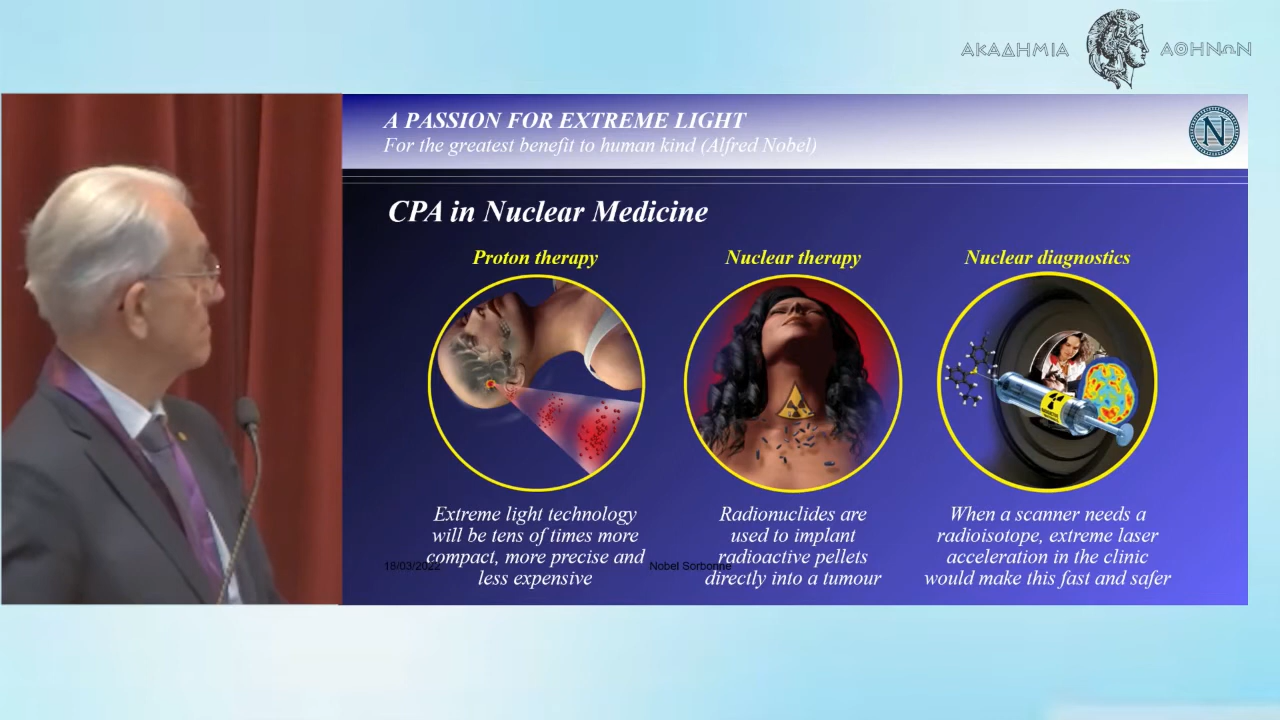 ΑΚΑΔΗΜΙΑ ΑΘΗΝΩΝ
A PASSION FOR EXTREME LIGHT
For the greatest benefit to human kind (Alfred Nobel)
N
CPA in Nuclear Medicine
Proton therapy
Extreme light technology
will be tens of times more
compact, more precise and
less expensive
Nuclear therapy
Radionuclides are
used to implant
radioactive pellets
directly into a tumour
Nuclear diagnostics
When a scanner needs a
radioisotope, extreme laser
acceleration in the clinic
would make this fast and safer
18/03/2022
Nobel Sorbonne